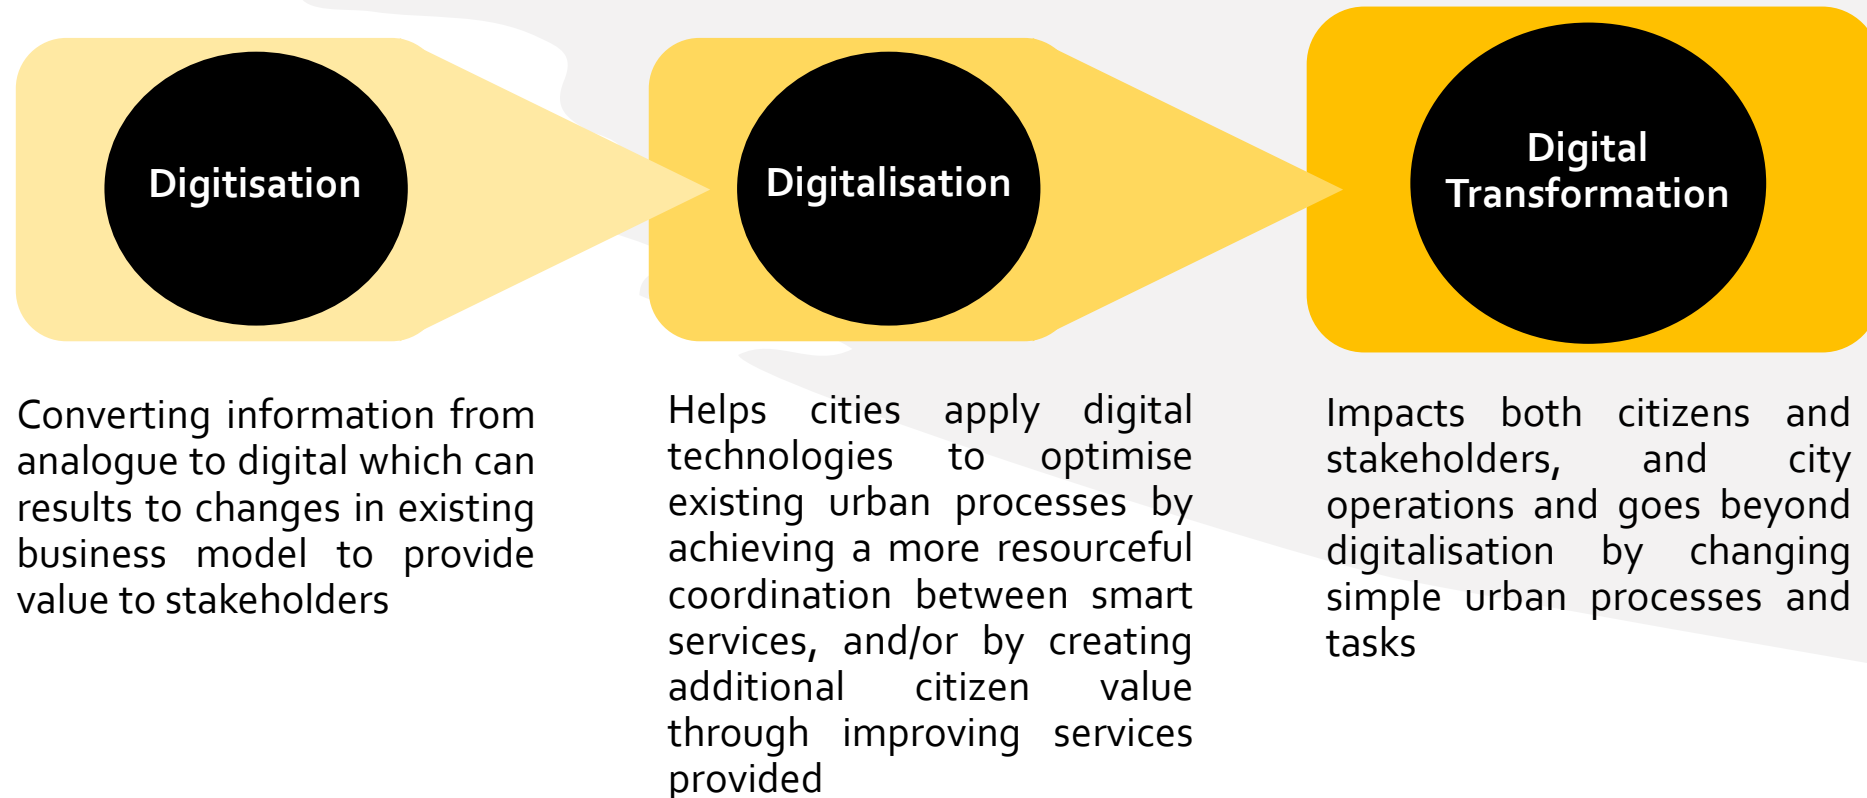 Digitisation
Digitalisation
Digital
Transformation
Converting information from
analogue to digital which can
results to changes in existing
business model to provide
value to stakeholders
Helps cities apply digital
technologies to optimise
existing urban processes by
achieving a more resourceful
coordination between smart
services, and/or by creating
additional citizen value
through improving services
provided
Impacts both citizens and
stakeholders, and city
operations and goes beyond
digitalisation by changing
simple urban processes and
tasks